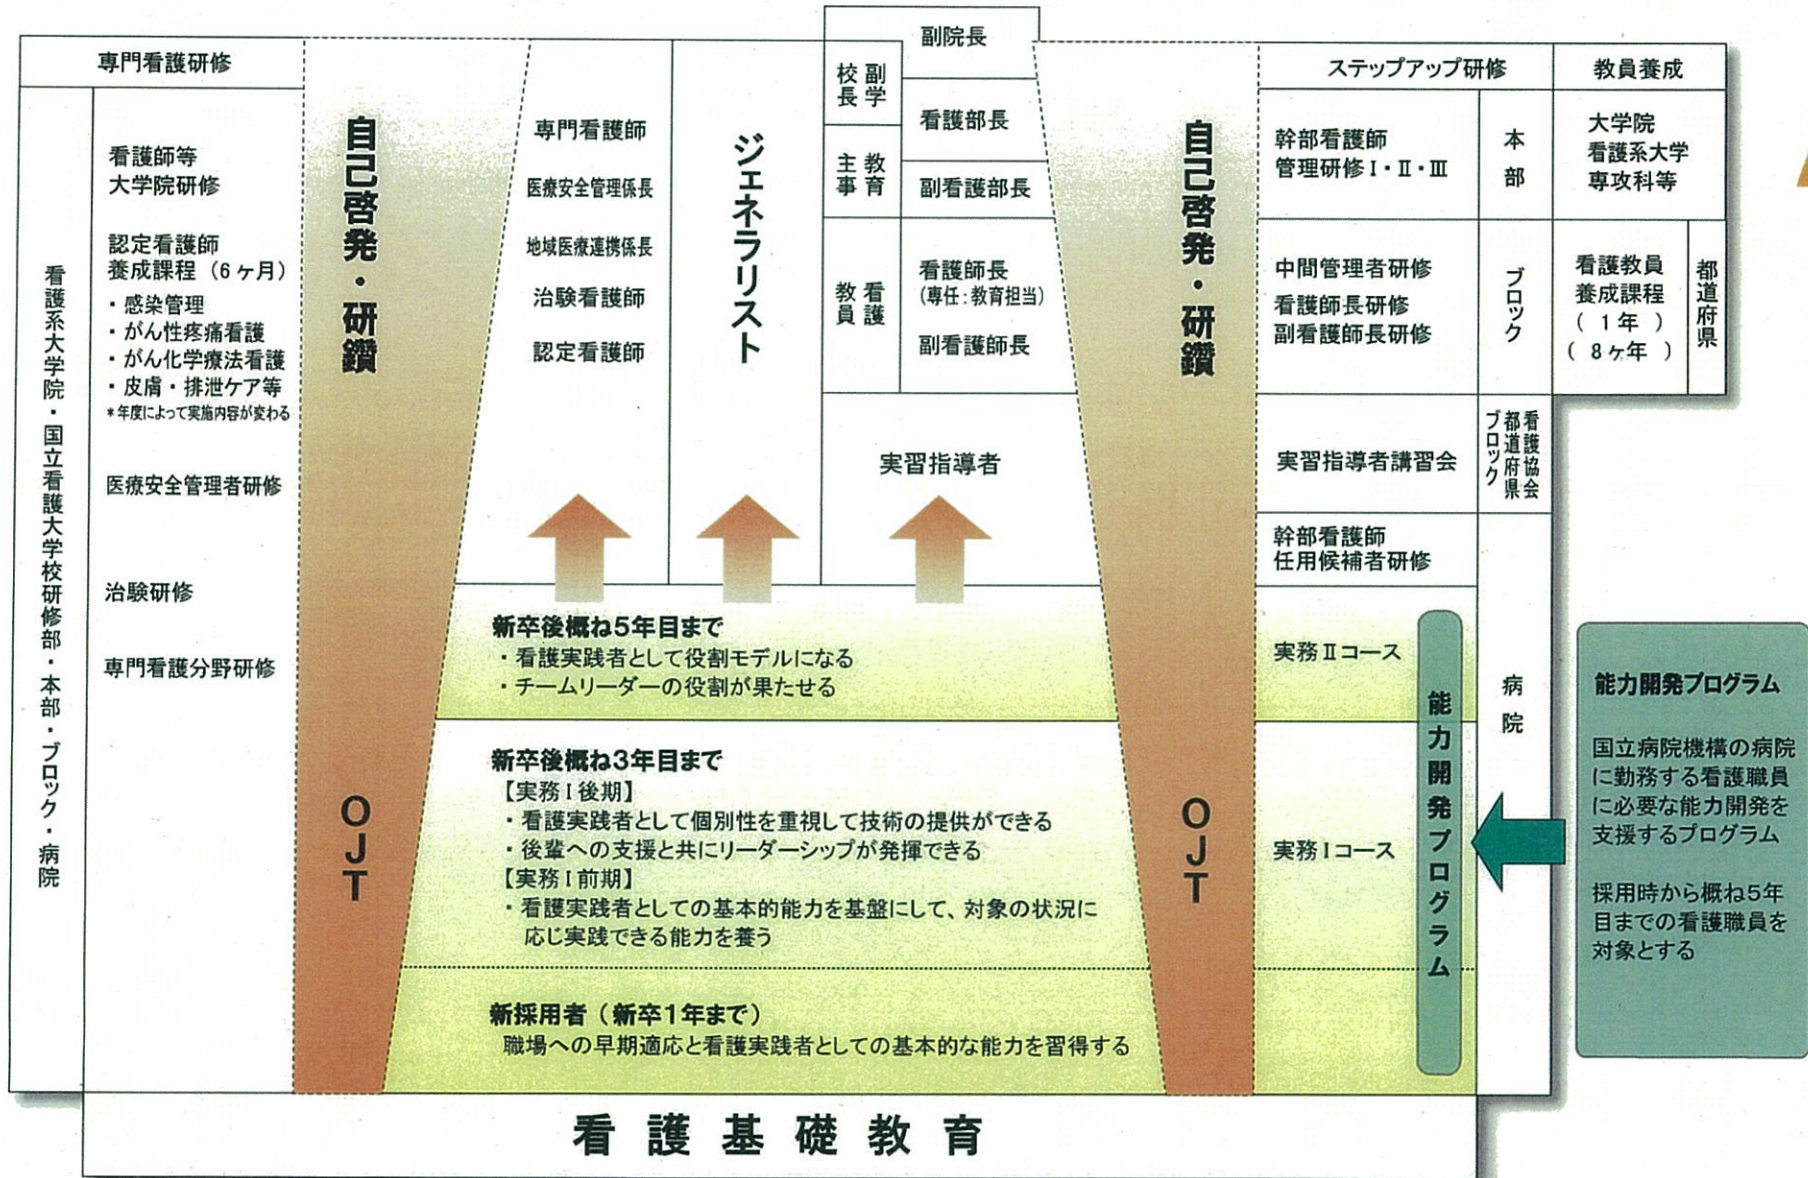 専門看護研修
看護系大学院・国立看護大学校研修部・本部・ブロック・病院
看護師等
大学院研修
認定看護師
養成課程（6ヶ月）
・感染管理
・がん性疼痛看護
・がん化学療法看護
・皮膚・排泄ケア等
*年度によって実施内容が変わる
医療安全管理者研修
治験研修
専門看護分野研修
自己啓発・研鑽
OJT
専門看護師
医療安全管理係長
地域医療連携係長
治験看護師
認定看護師
ジェネラリスト
副学
校長
教育
主事
看護
教員
副院長
看護部長
副看護部長
看護師長
(専任:教育担当)
副看護師長
実習指導者
新卒後概ね5年目まで
・看護実践者として役割モデルになる
・チームリーダーの役割が果たせる
新卒後概ね3年目まで
【実務Ⅰ後期】
・看護実践者として個別性を重視して技術の提供ができる
・後輩への支援と共にリーダーシップが発揮できる
【実務Ⅰ前期】
・看護実践者としての基本的能力を基盤にして、対象の状況に
応じ実践できる能力を養う
新採用者（新卒1年まで）
職場への早期適応と看護実践者としての基本的な能力を習得する
自己啓発・研鑽
OJT
ステップアップ研修
幹部看護師
管理研修Ⅰ・Ⅱ・Ⅲ
本部
中間管理者研修
看護師長研修
副看護師長研修
ブロック
実習指導者講習会
看護協会
都道府県
ブロック
幹部看護師
任用候補者研修
実務Ⅱコース
実務Ⅰコース
能力開発プログラム
病院
教員養成
大学院
看護系大学
専攻科等
看護教員
養成課程
( 1年 )
( 8ヶ年 )
都道府県
能力開発プログラム
国立病院機構の病院
に勤務する看護職員
に必要な能力開発を
支援するプログラム
採用時から概ね5年
目までの看護職員を
対象とする
看護基礎教育